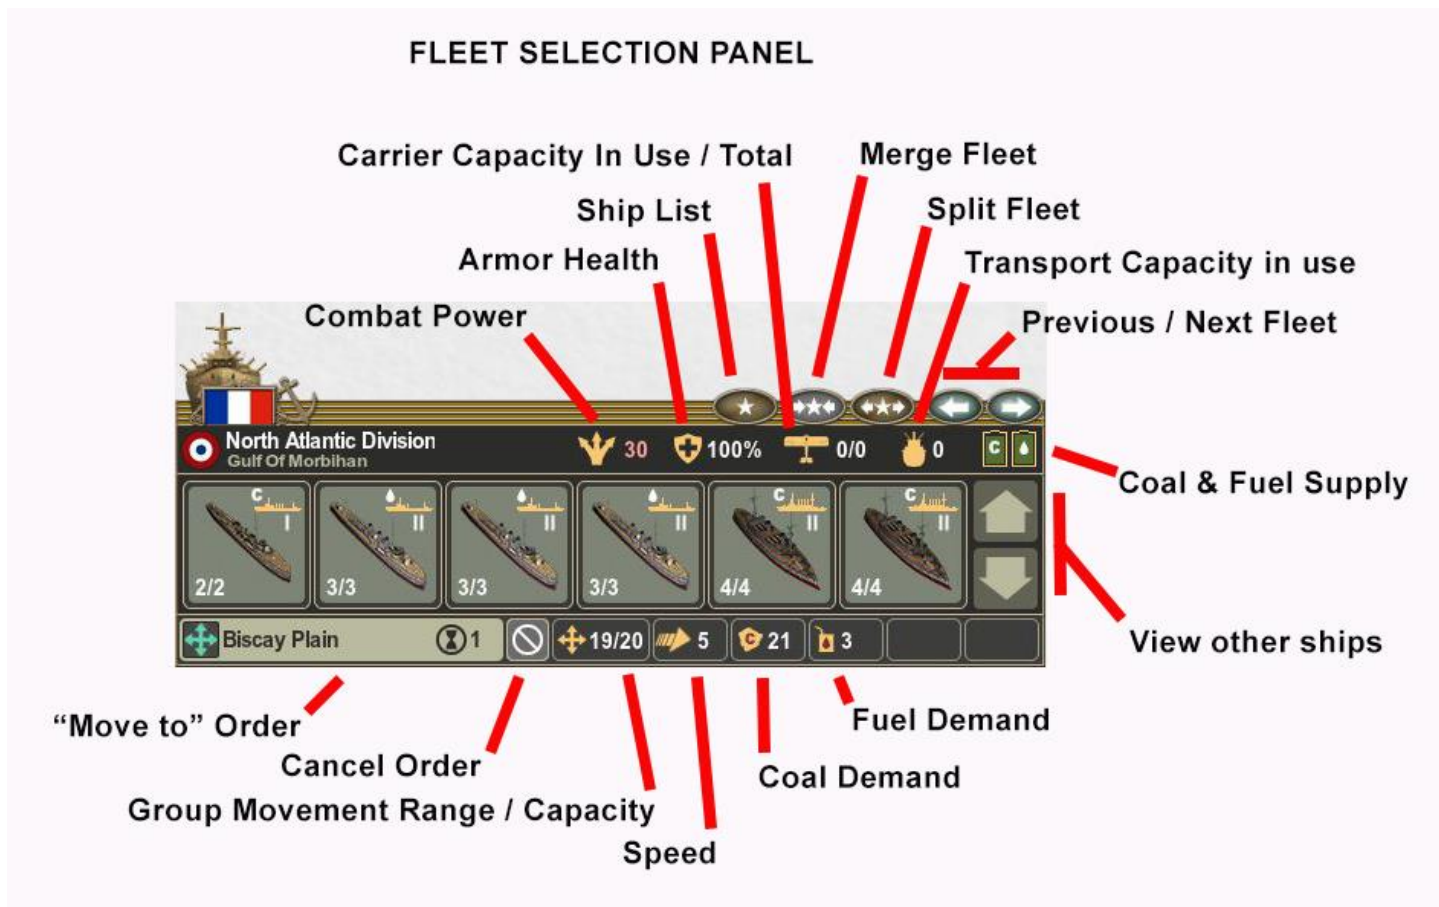 FLEET SELECTION PANEL
Carrier Capacity In Use / Total
Merge Fleet
Ship List
Split Fleet
Armor Health
Transport Capacity in use
Combat Power
Previous / Next Fleet
North Atlantic Division
30
100%
0/0
0
C
Gulf Of Morbihan
Coal & Fuel Supply
C
I
II
II
II
C
II
C
II
2/2
3/3
3/3
3/3
4/4
4/4
Biscay Plain
1
19/20
5
C
21
3
View other ships
“Move to” Order
Fuel Demand
Cancel Order
Coal Demand
Group Movement Range / Capacity
Speed